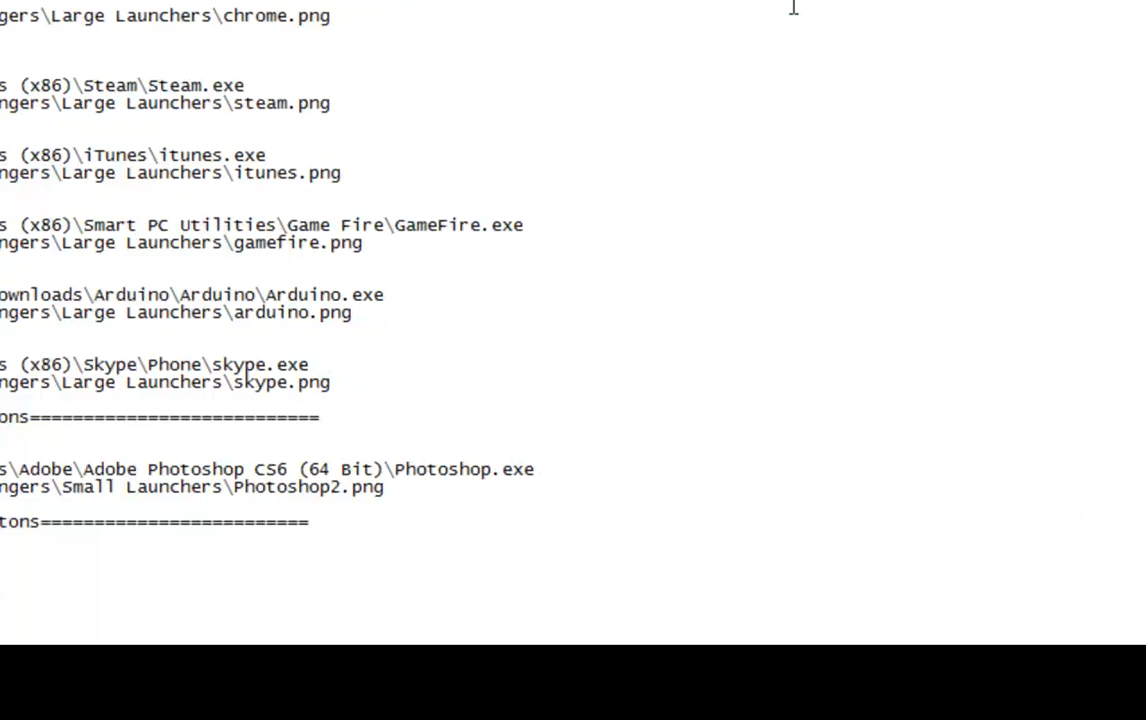 gers\Large Launchers\chrome.png
s (x86)\Steam\Steam.exe
ngers\Large Launchers\steam.png
s (x86)\iTunes\itunes.exe
ngers\Large Launchers\itunes.png
s (x86)\Smart PC Utilities\Game Fire\GameFire.exe
ngers\Large Launchers\gamefire.png
ownloads\Arduino\Arduino\Arduino.exe
ngers\Large Launchers\arduino.png
s (x86)\Skype\Phone\skype.exe
ngers\Large Launchers\skype.png
ons===========================
s\Adobe\Adobe Photoshop CS6 (64 Bit)\Photoshop.exe
ngers\Small Launchers\Photoshop2.png
tons=========================